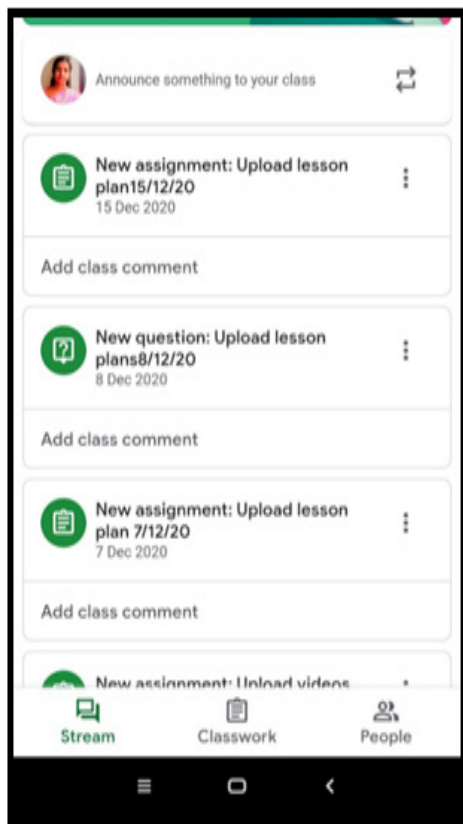 Announce something to your class
New assignment: Upload lesson
plan15/12/20
15 Dec 2020
Add class comment
New question: Upload lesson
plans8/12/20
8 Dec 2020
Add class comment
New assignment: Upload lesson
plan 7/12/20
7 Dec 2020
Add class comment
New assignment: Upload videos
Stream
Classwork
People